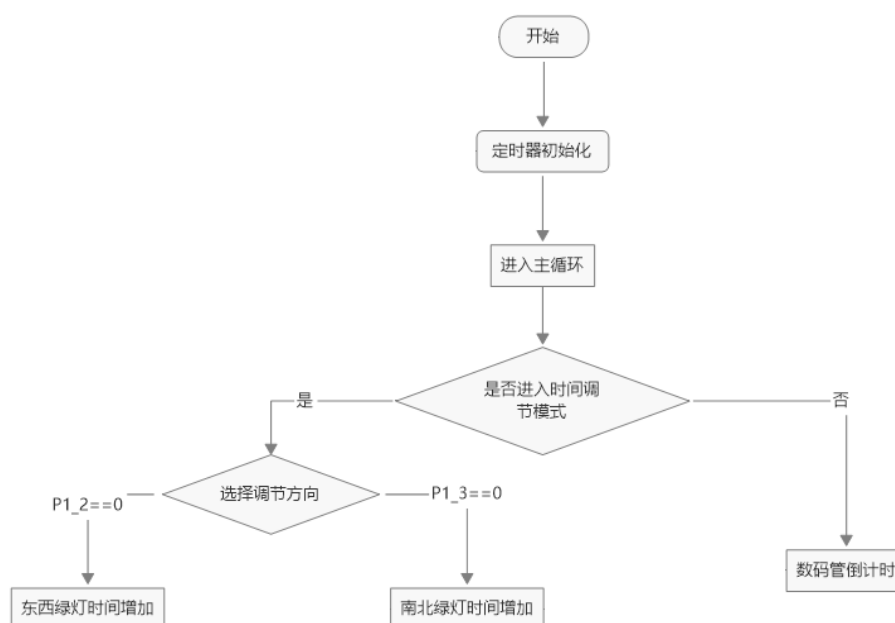 开始
定时器初始化
进入主循环
是否进入时间调
节模式
是
否
选择调节方向
P1_2==0
P1_3==0
数码管倒计时
东西绿灯时间增加
南北绿灯时间增加